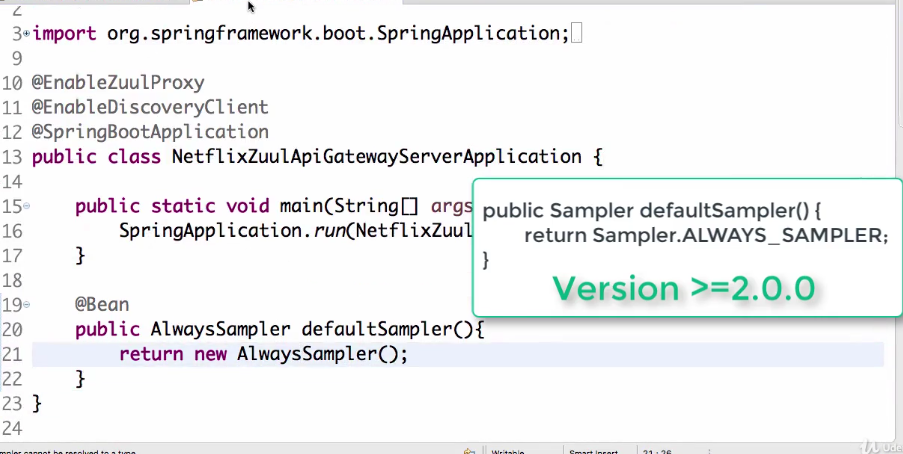 2
3 import org.springframework.boot.SpringApplication;
9
10 @EnableZuulProxy
11 @EnableDiscoveryClient
12 @SpringBootApplication
13 public class NetflixZuulApiGatewayServerApplication {
14
15 public static void main(String[] args
16 SpringApplication.run(NetflixZuul
17 }
18
19 @Bean
20 public AlwaysSampler defaultSampler(){
21 return new AlwaysSampler();
22 }
23 }
24
public Sampler defaultSampler() {
return Sampler.ALWAYS_SAMPLER;
}
Version >=2.0.0
mpler cannot be resolved to a type
Writable
Smart Insert
21 : 26
Ude